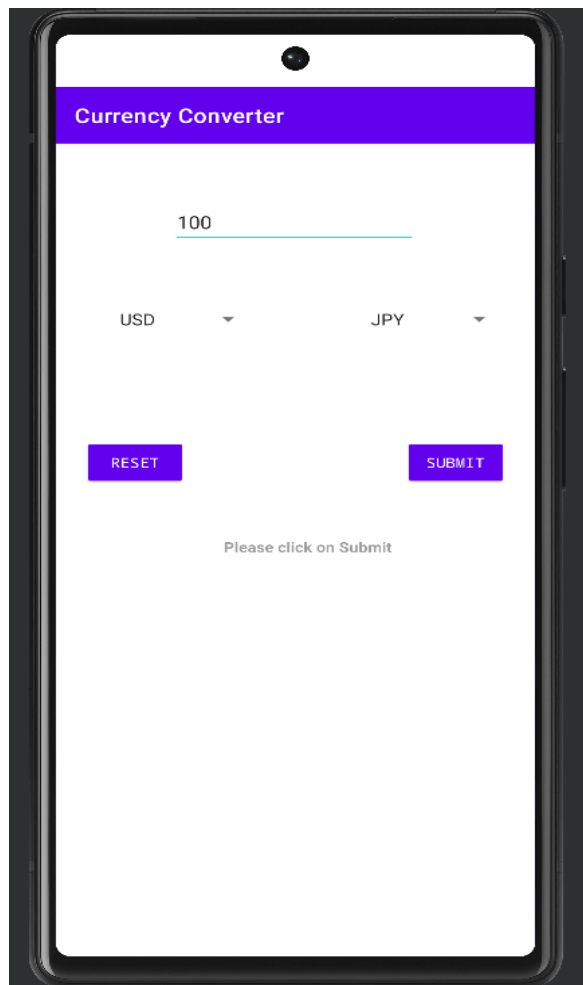 Currency Converter
100
USD JPY
RESET SUBMIT
Please click on Submit